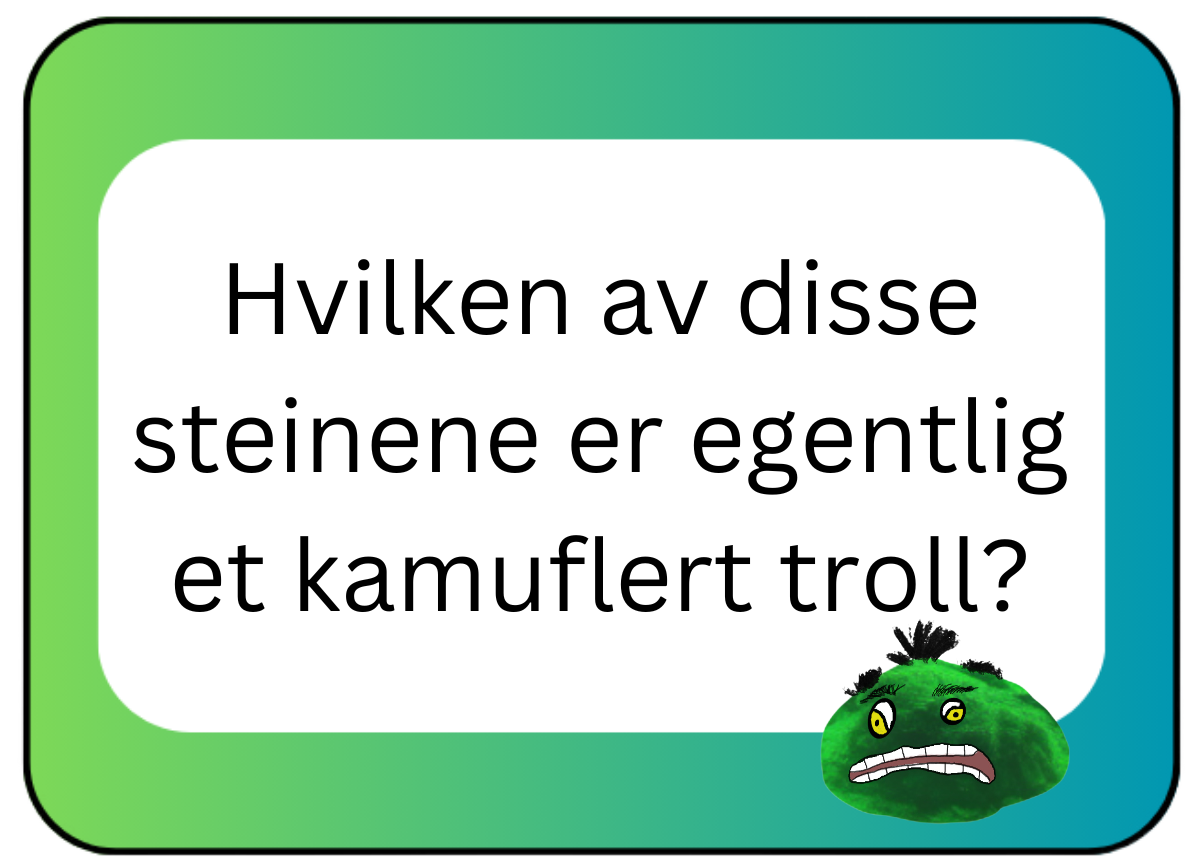 Hvilken av disse
steinene er egentlig
et kamuflert troll?